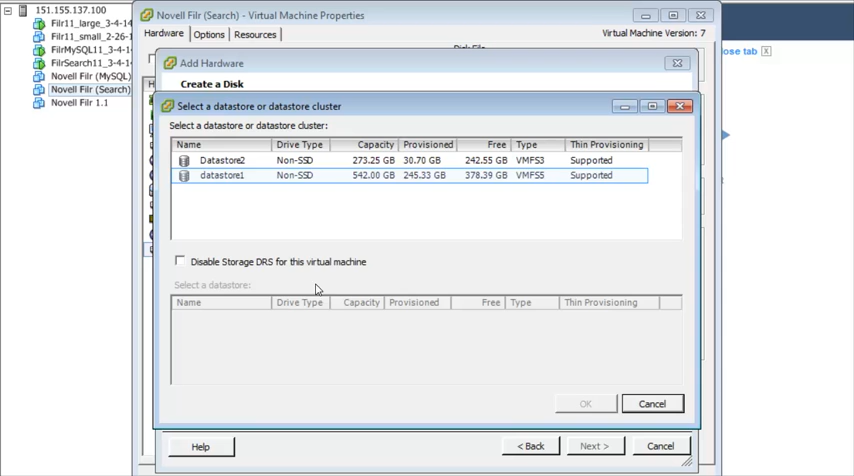 151.155.137.100
Filr11_large_3-4-14
Filr11_small_2-26-1
FilrMySQL11_3-4-14
FilrSearch11_3-4-14
Novell Filr (MySQL)
Novell Filr (Search)
Novell Filr 1.1
Novell Filr (Search) - Virtual Machine Properties
Hardware Options Resources Virtual Machine Version: 7
Disk File
ose tab
Add Hardware
Create a Disk
Select a datastore or datastore cluster
Select a datastore or datastore cluster:
Name Drive Type Capacity Provisioned Free Type Thin Provisioning
Datastore2 Non-SSD 273.25 GB 30.70 GB 242.55 GB VMFS3 Supported
datastore1 Non-SSD 542.00 GB 245.33 GB 378.39 GB VMFS5 Supported
Disable Storage DRS for this virtual machine
Select a datastore:
Name Drive Type Capacity Provisioned Free Type Thin Provisioning
OK Cancel
Help < Back Next > Cancel